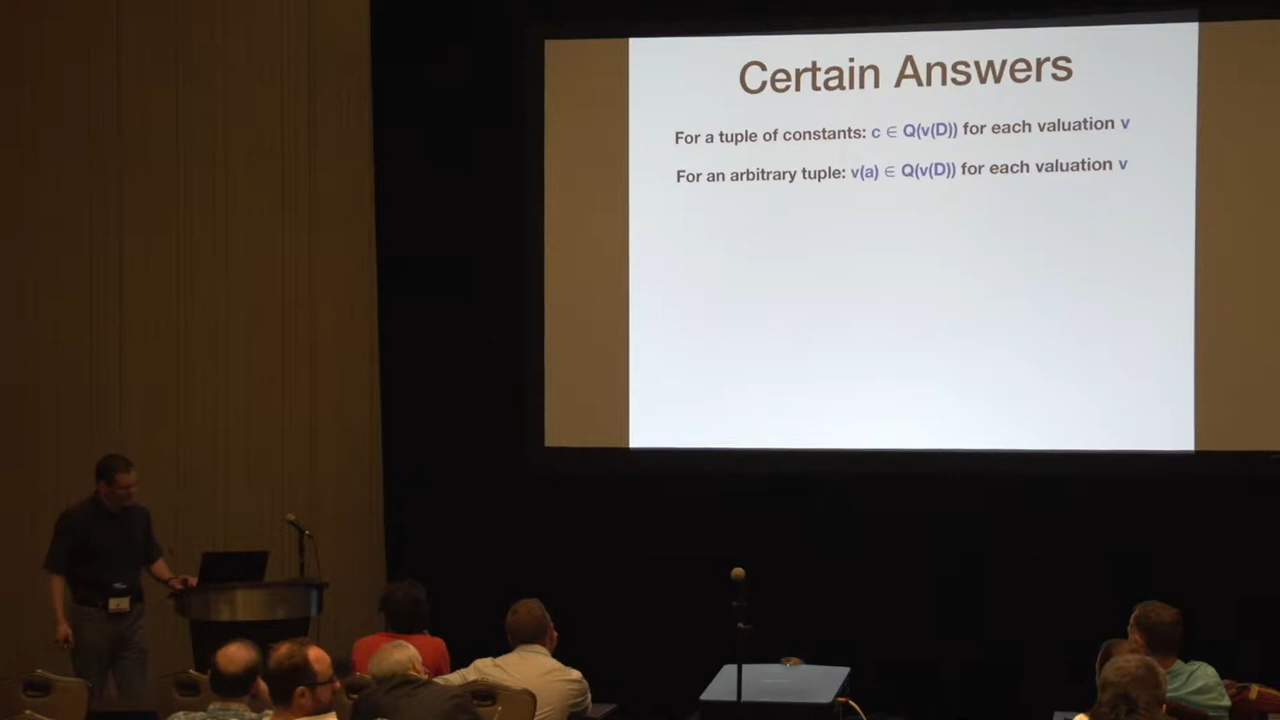 Certain Answers
For a tuple of constants: c ∈ Q(v(D)) for each valuation v
For an arbitrary tuple: v(a) ∈ Q(v(D)) for each valuation v